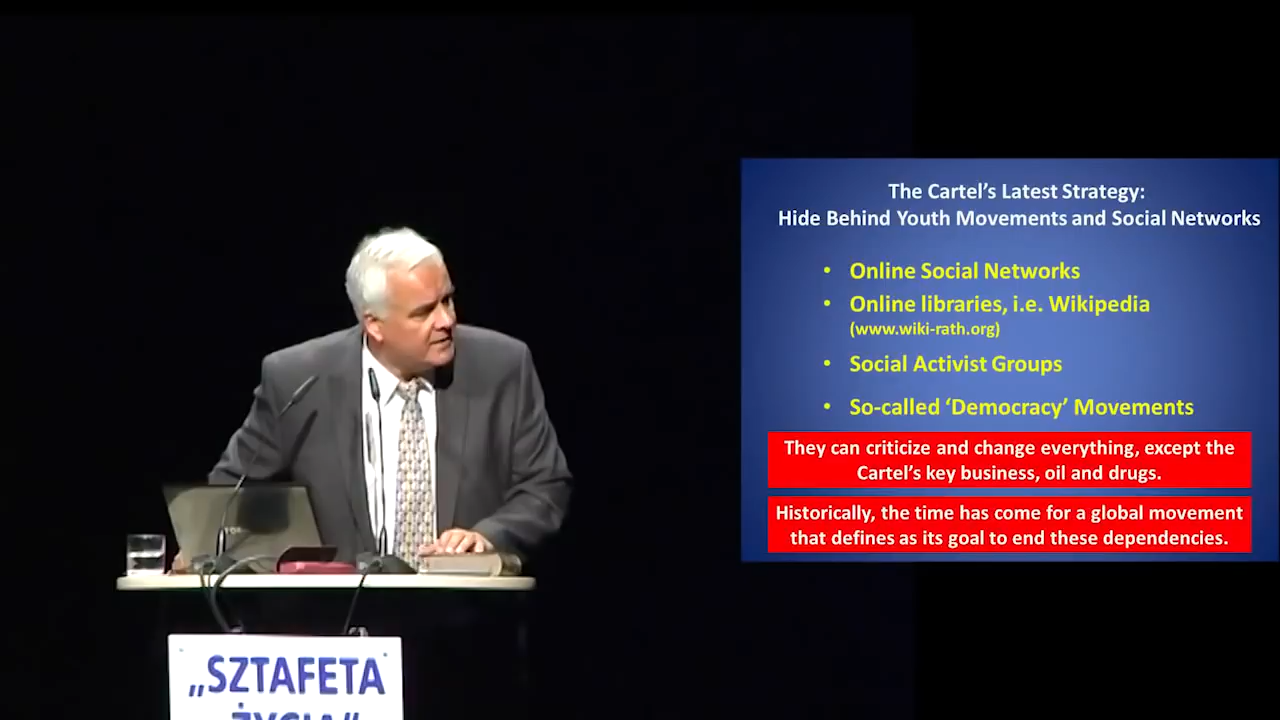 The Cartel's Latest Strategy:
Hide Behind Youth Movements and Social Networks
• Online Social Networks
• Online libraries, i.e. Wikipedia
(www.wiki-rath.org)
• Social Activist Groups
• So-called ‘Democracy’ Movements
They can criticize and change everything, except the
Cartel's key business, oil and drugs.
Historically, the time has come for a global movement
that defines as its goal to end these dependencies.
„SZTAFETA
ŻYCIA”